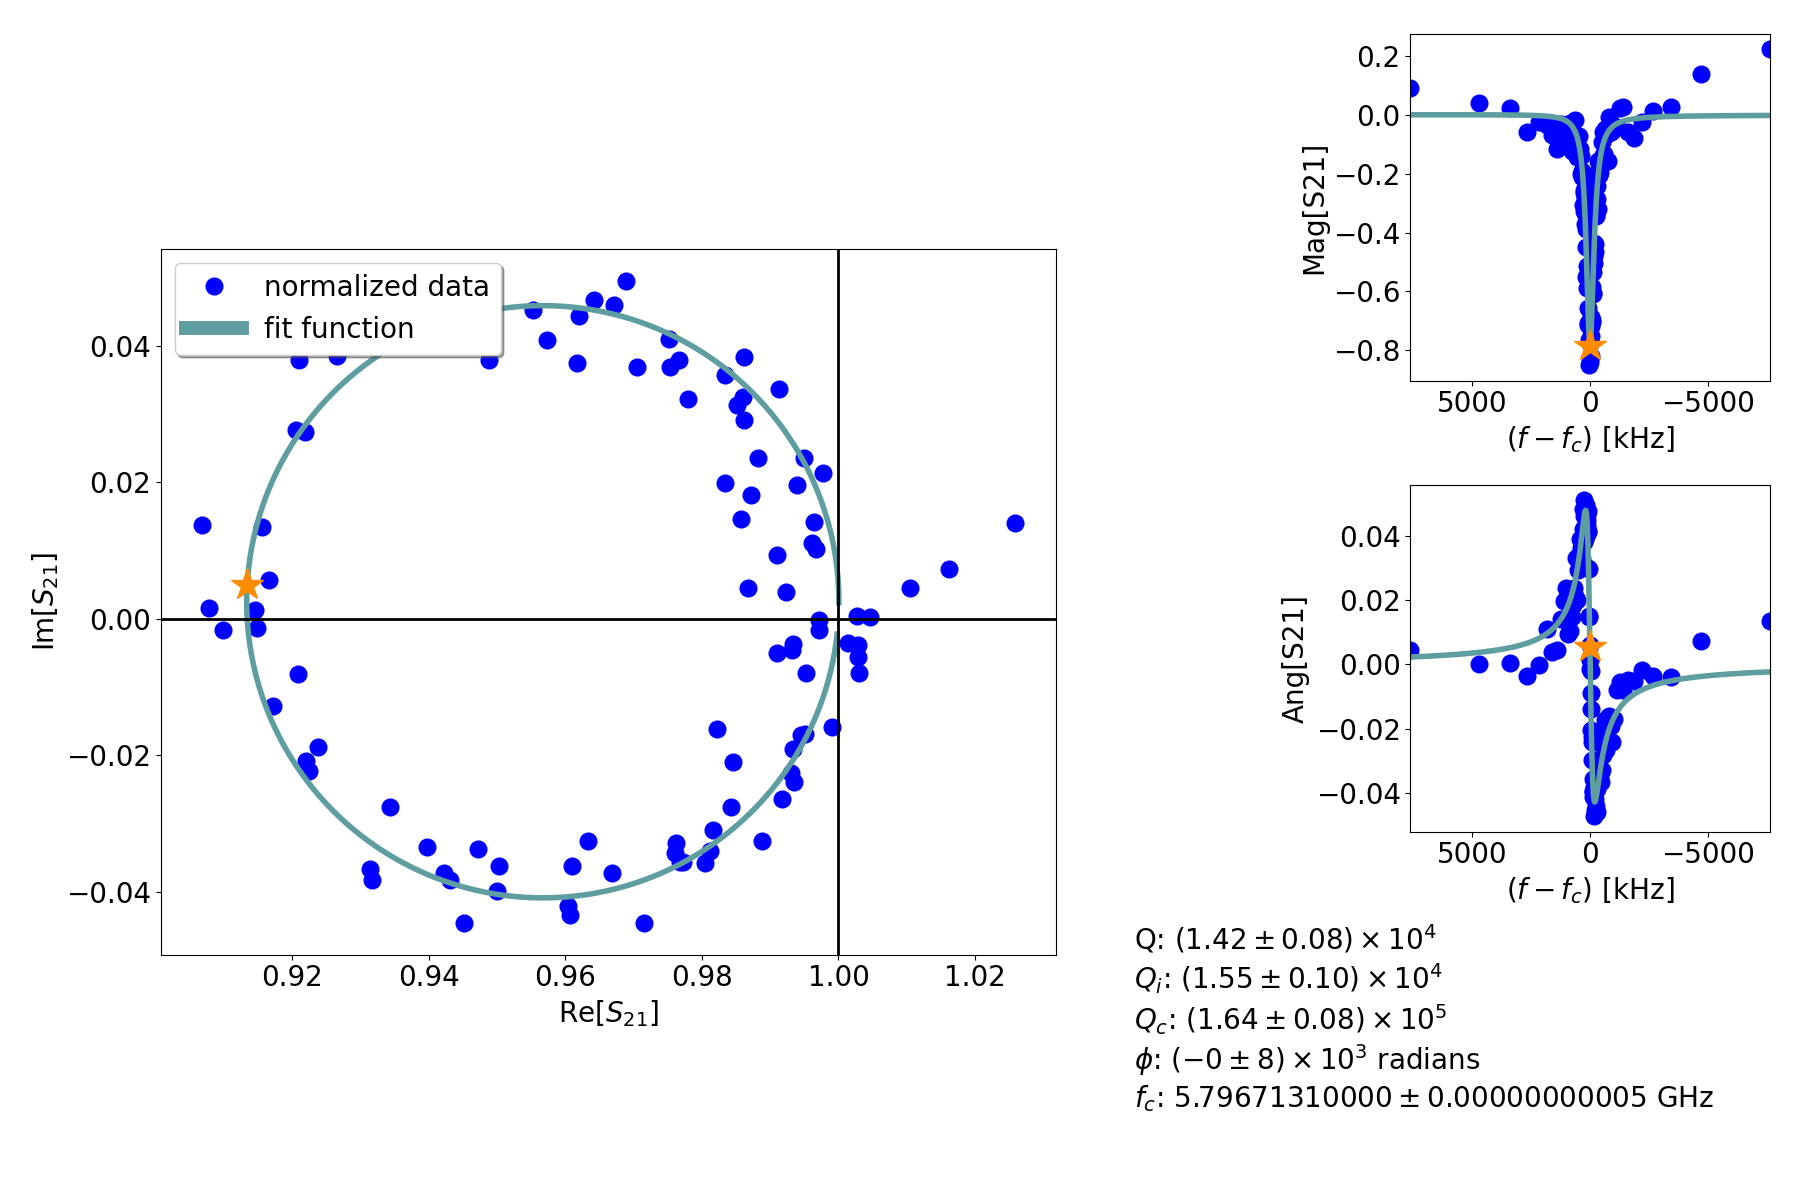 normalized data
fit function
0.04
0.02
0.00
−0.02
−0.04
Im[S21]
0.92 0.94 0.96 0.98 1.00 1.02
Re[S21]
0.2
0.0
−0.2
−0.4
−0.6
−0.8
Mag[S21]
5000 0 −5000
(f − fc) [kHz]
0.04
0.02
0.00
−0.02
−0.04
Ang[S21]
5000 0 −5000
(f − fc) [kHz]
Q: (1.42 ± 0.08) × 10^4
Qi: (1.55 ± 0.10) × 10^4
Qc: (1.64 ± 0.08) × 10^5
ϕ: (−0 ± 8) × 10^3 radians
fc: 5.79671310000 ± 0.00000000005 GHz